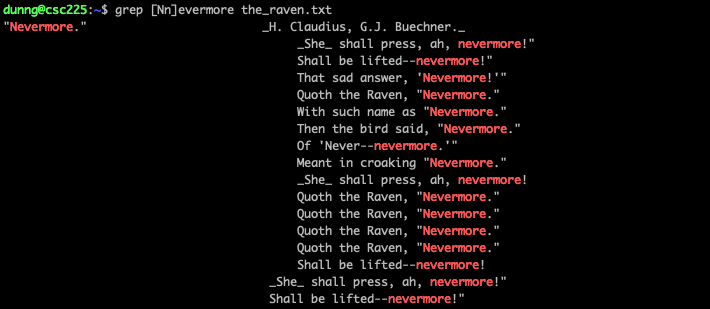 dunng@csc225:~$ grep [Nn]evermore the_raven.txt
"Nevermore." _H. Claudius, G.J. Buechner._
_She_ shall press, ah, nevermore!"
Shall be lifted--nevermore!"
That sad answer, 'Nevermore!'"
Quoth the Raven, "Nevermore."
With such name as "Nevermore."
Then the bird said, "Nevermore."
Of 'Never--nevermore.'"
Meant in croaking "Nevermore."
_She_ shall press, ah, nevermore!
Quoth the Raven, "Nevermore."
Quoth the Raven, "Nevermore."
Quoth the Raven, "Nevermore."
Quoth the Raven, "Nevermore."
Shall be lifted--nevermore!
_She_ shall press, ah, nevermore!"
Shall be lifted--nevermore!"